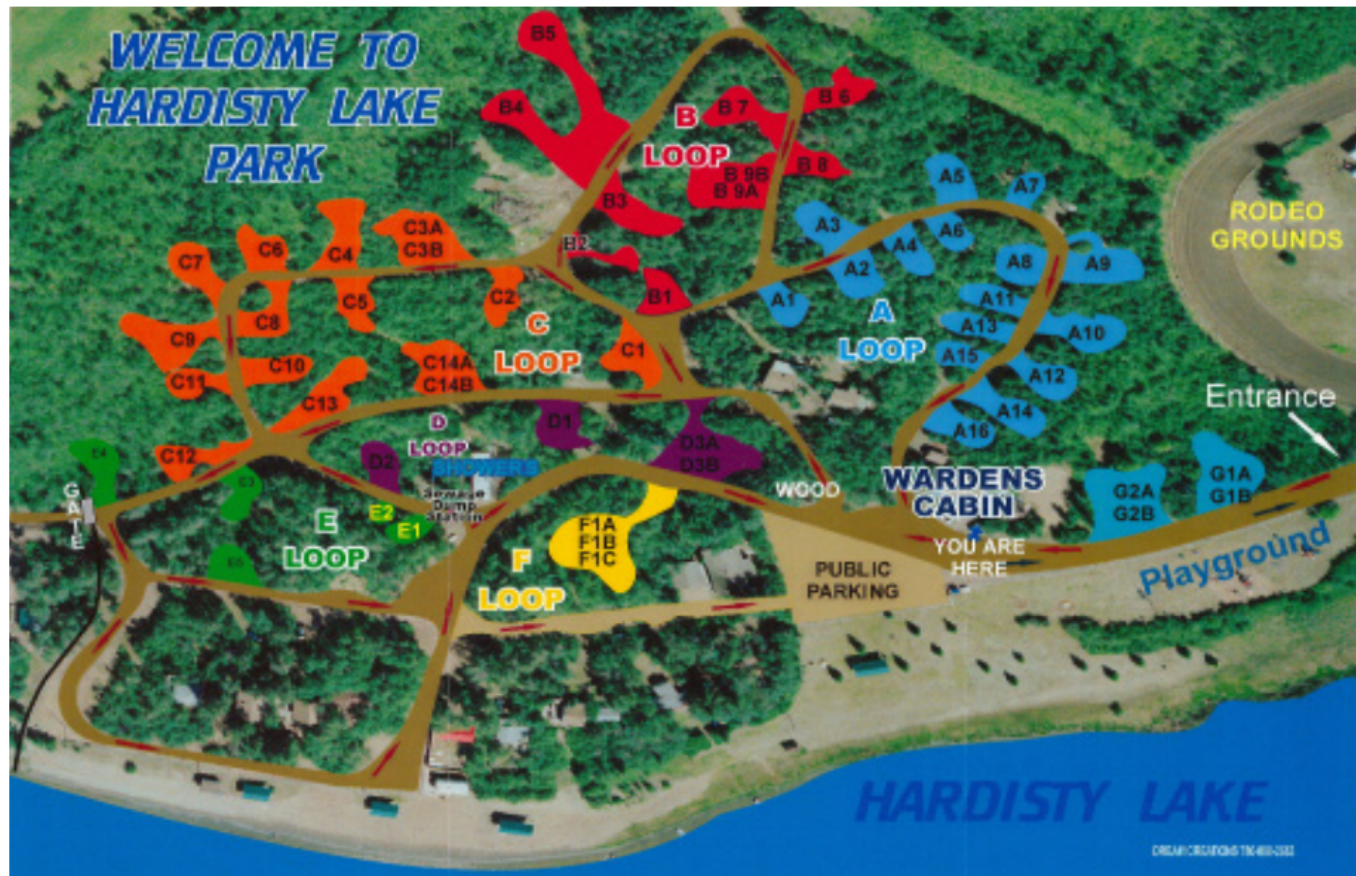 WELCOME TO
HARDISTY LAKE
PARK
B5
B4
B
LOOP
B 7
B 6
B 8
B 9B
B 9A
B3
B2
B1
A5
A7
A3
A4
A6
A2
A1
A8
A9
A
LOOP
A11
A13
A10
A15
A12
A14
A16
RODEO
GROUNDS
Entrance
C3A
C3B
C6
C4
C7
C5
C2
C8
C9
C
LOOP
C1
C10
C11
C14A
C14B
C13
C12
D
LOOP
D1
D2
D3A
D3B
SHOWERS
Sewage
Dump
Station
WOOD
WARDENS
CABIN
YOU ARE
HERE
G2A
G2B
G1A
G1B
Playground
PUBLIC
PARKING
E4
GATE
E3
E2
E1
E
LOOP
E5
F1A
F1B
F1C
F
LOOP
HARDISTY LAKE